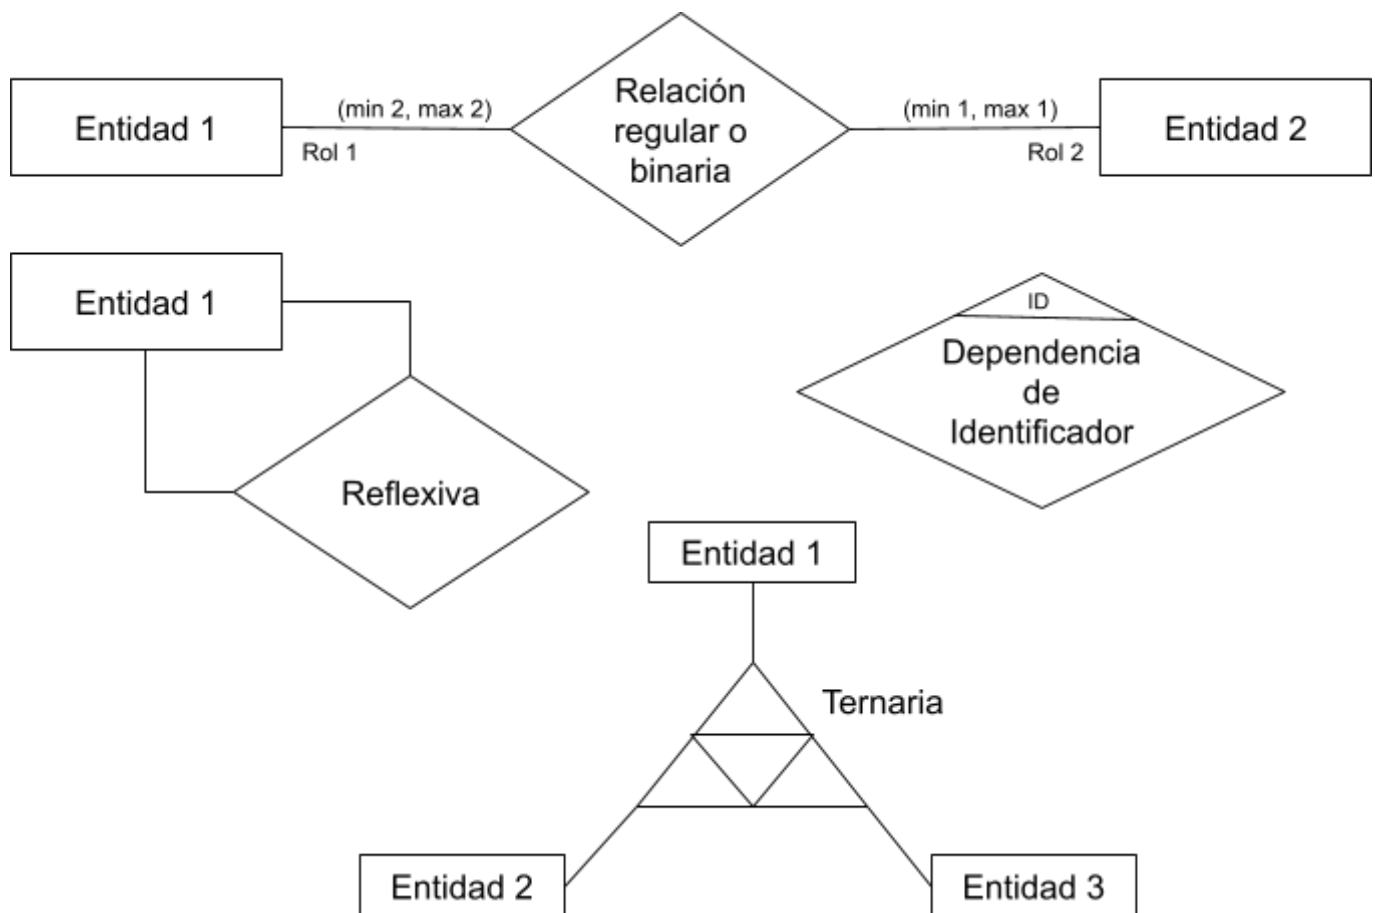 Entidad 1
(min 2, max 2)
Rol 1
Relación
regular o
binaria
(min 1, max 1)
Rol 2
Entidad 2
Entidad 1
Reflexiva
ID
Dependencia
de
Identificador
Entidad 1
Ternaria
Entidad 2
Entidad 3